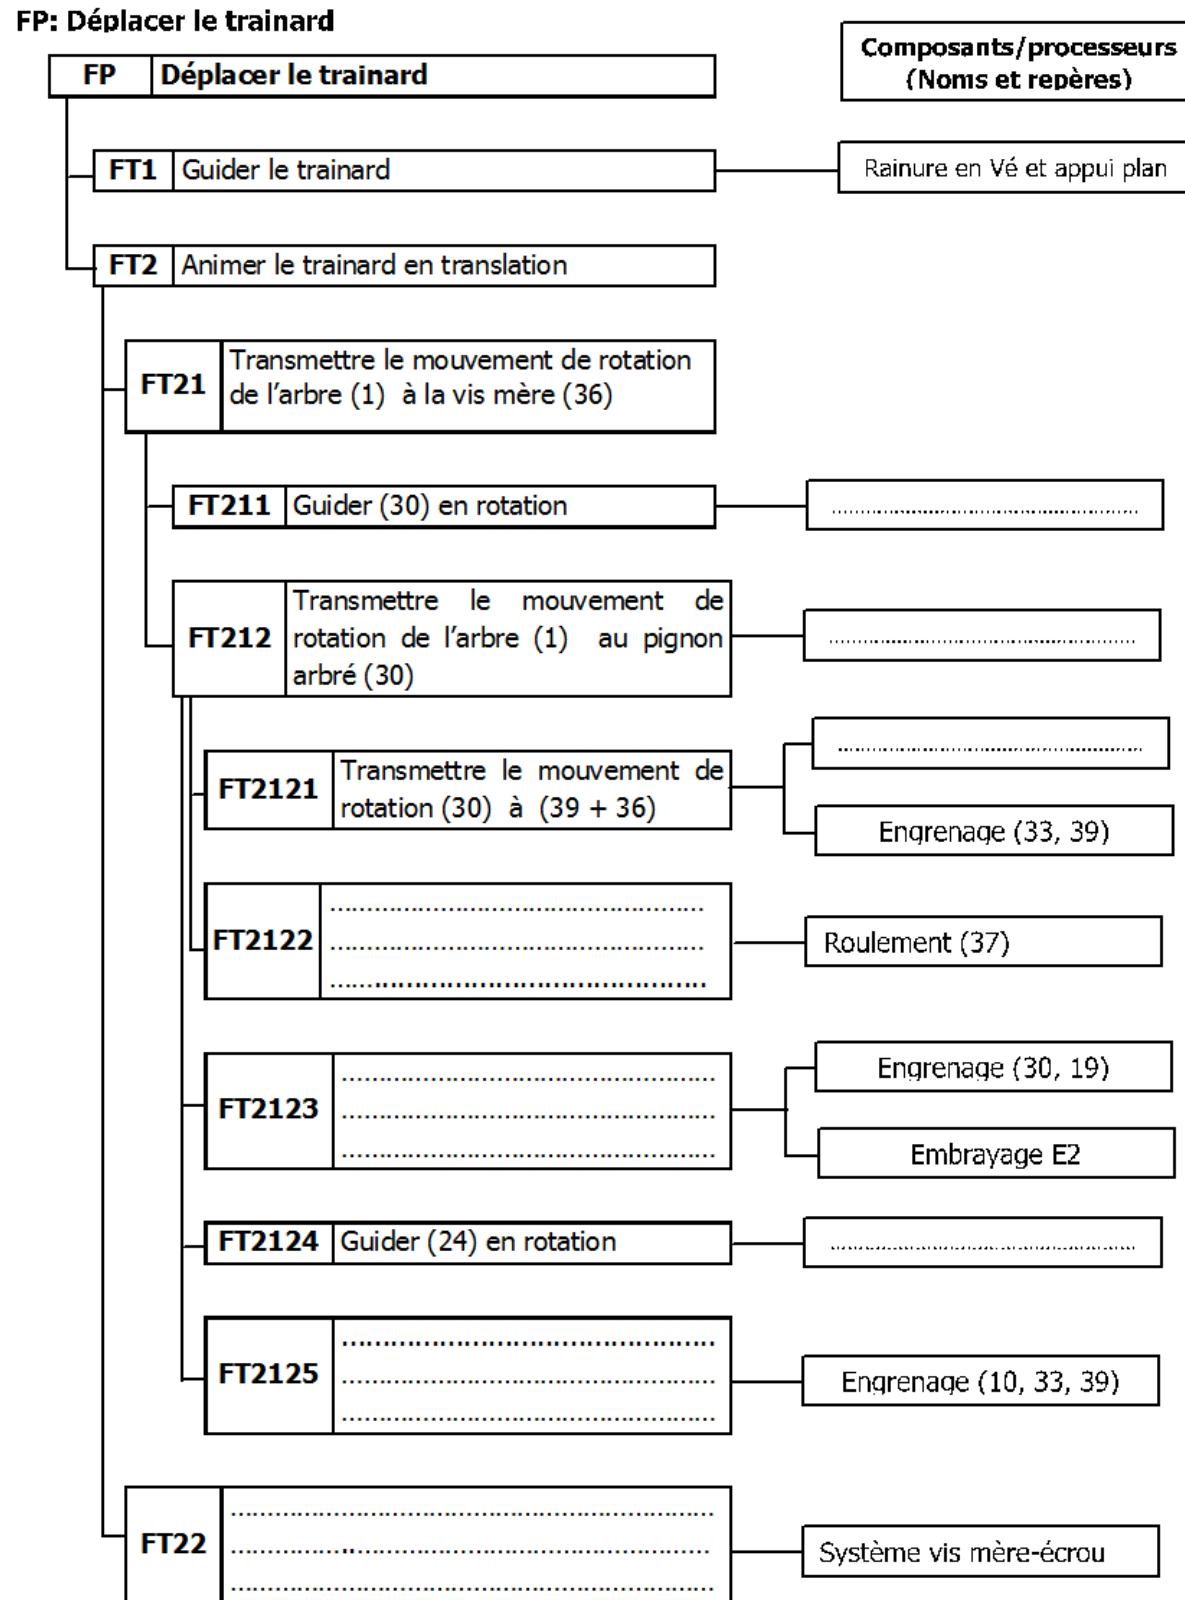 FP: Déplacer le trainard
Composants/processeurs
(Noms et repères)
FP Déplacer le trainard
FT1 Guider le trainard
Rainure en Vé et appui plan
FT2 Animer le trainard en translation
FT21 Transmettre le mouvement de rotation
de l'arbre (1) à la vis mère (36)
FT211 Guider (30) en rotation
................................................
FT212 Transmettre le mouvement de
rotation de l'arbre (1) au pignon
arbré (30)
................................................
FT2121 Transmettre le mouvement de
rotation (30) à (39 + 36)
................................................
Engrenage (33, 39)
FT2122
....................................................
....................................................
....................................................
Roulement (37)
FT2123
....................................................
....................................................
....................................................
Engrenage (30, 19)
Embrayage E2
FT2124 Guider (24) en rotation
................................................
FT2125
....................................................
....................................................
....................................................
Engrenage (10, 33, 39)
FT22
..................................................................
..................................................................
..................................................................
Système vis mère-écrou